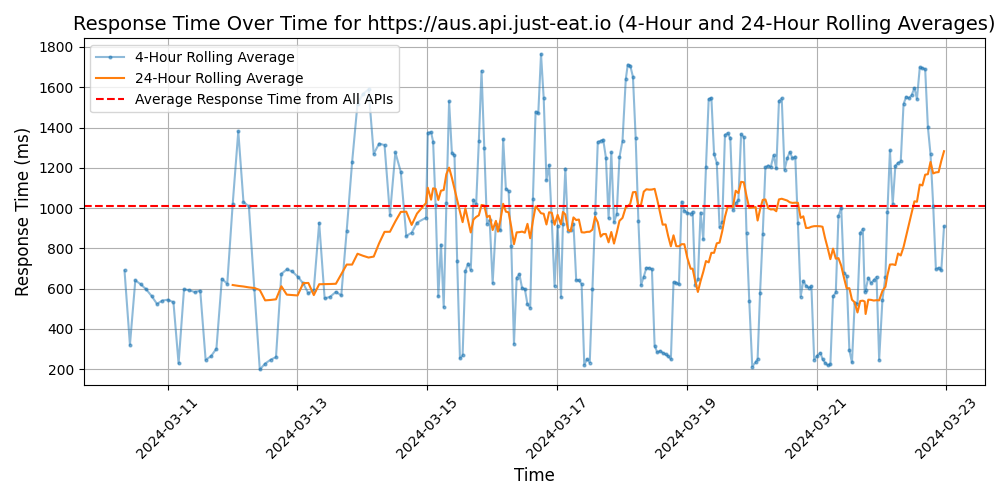 Response Time Over Time for https://aus.api.just-eat.io (4-Hour and 24-Hour Rolling Averages)
4-Hour Rolling Average
24-Hour Rolling Average
Average Response Time from All APIs
Response Time (ms)
1800
1600
1400
1200
1000
800
600
400
200
2024-03-11
2024-03-13
2024-03-15
2024-03-17
2024-03-19
2024-03-21
2024-03-23
Time